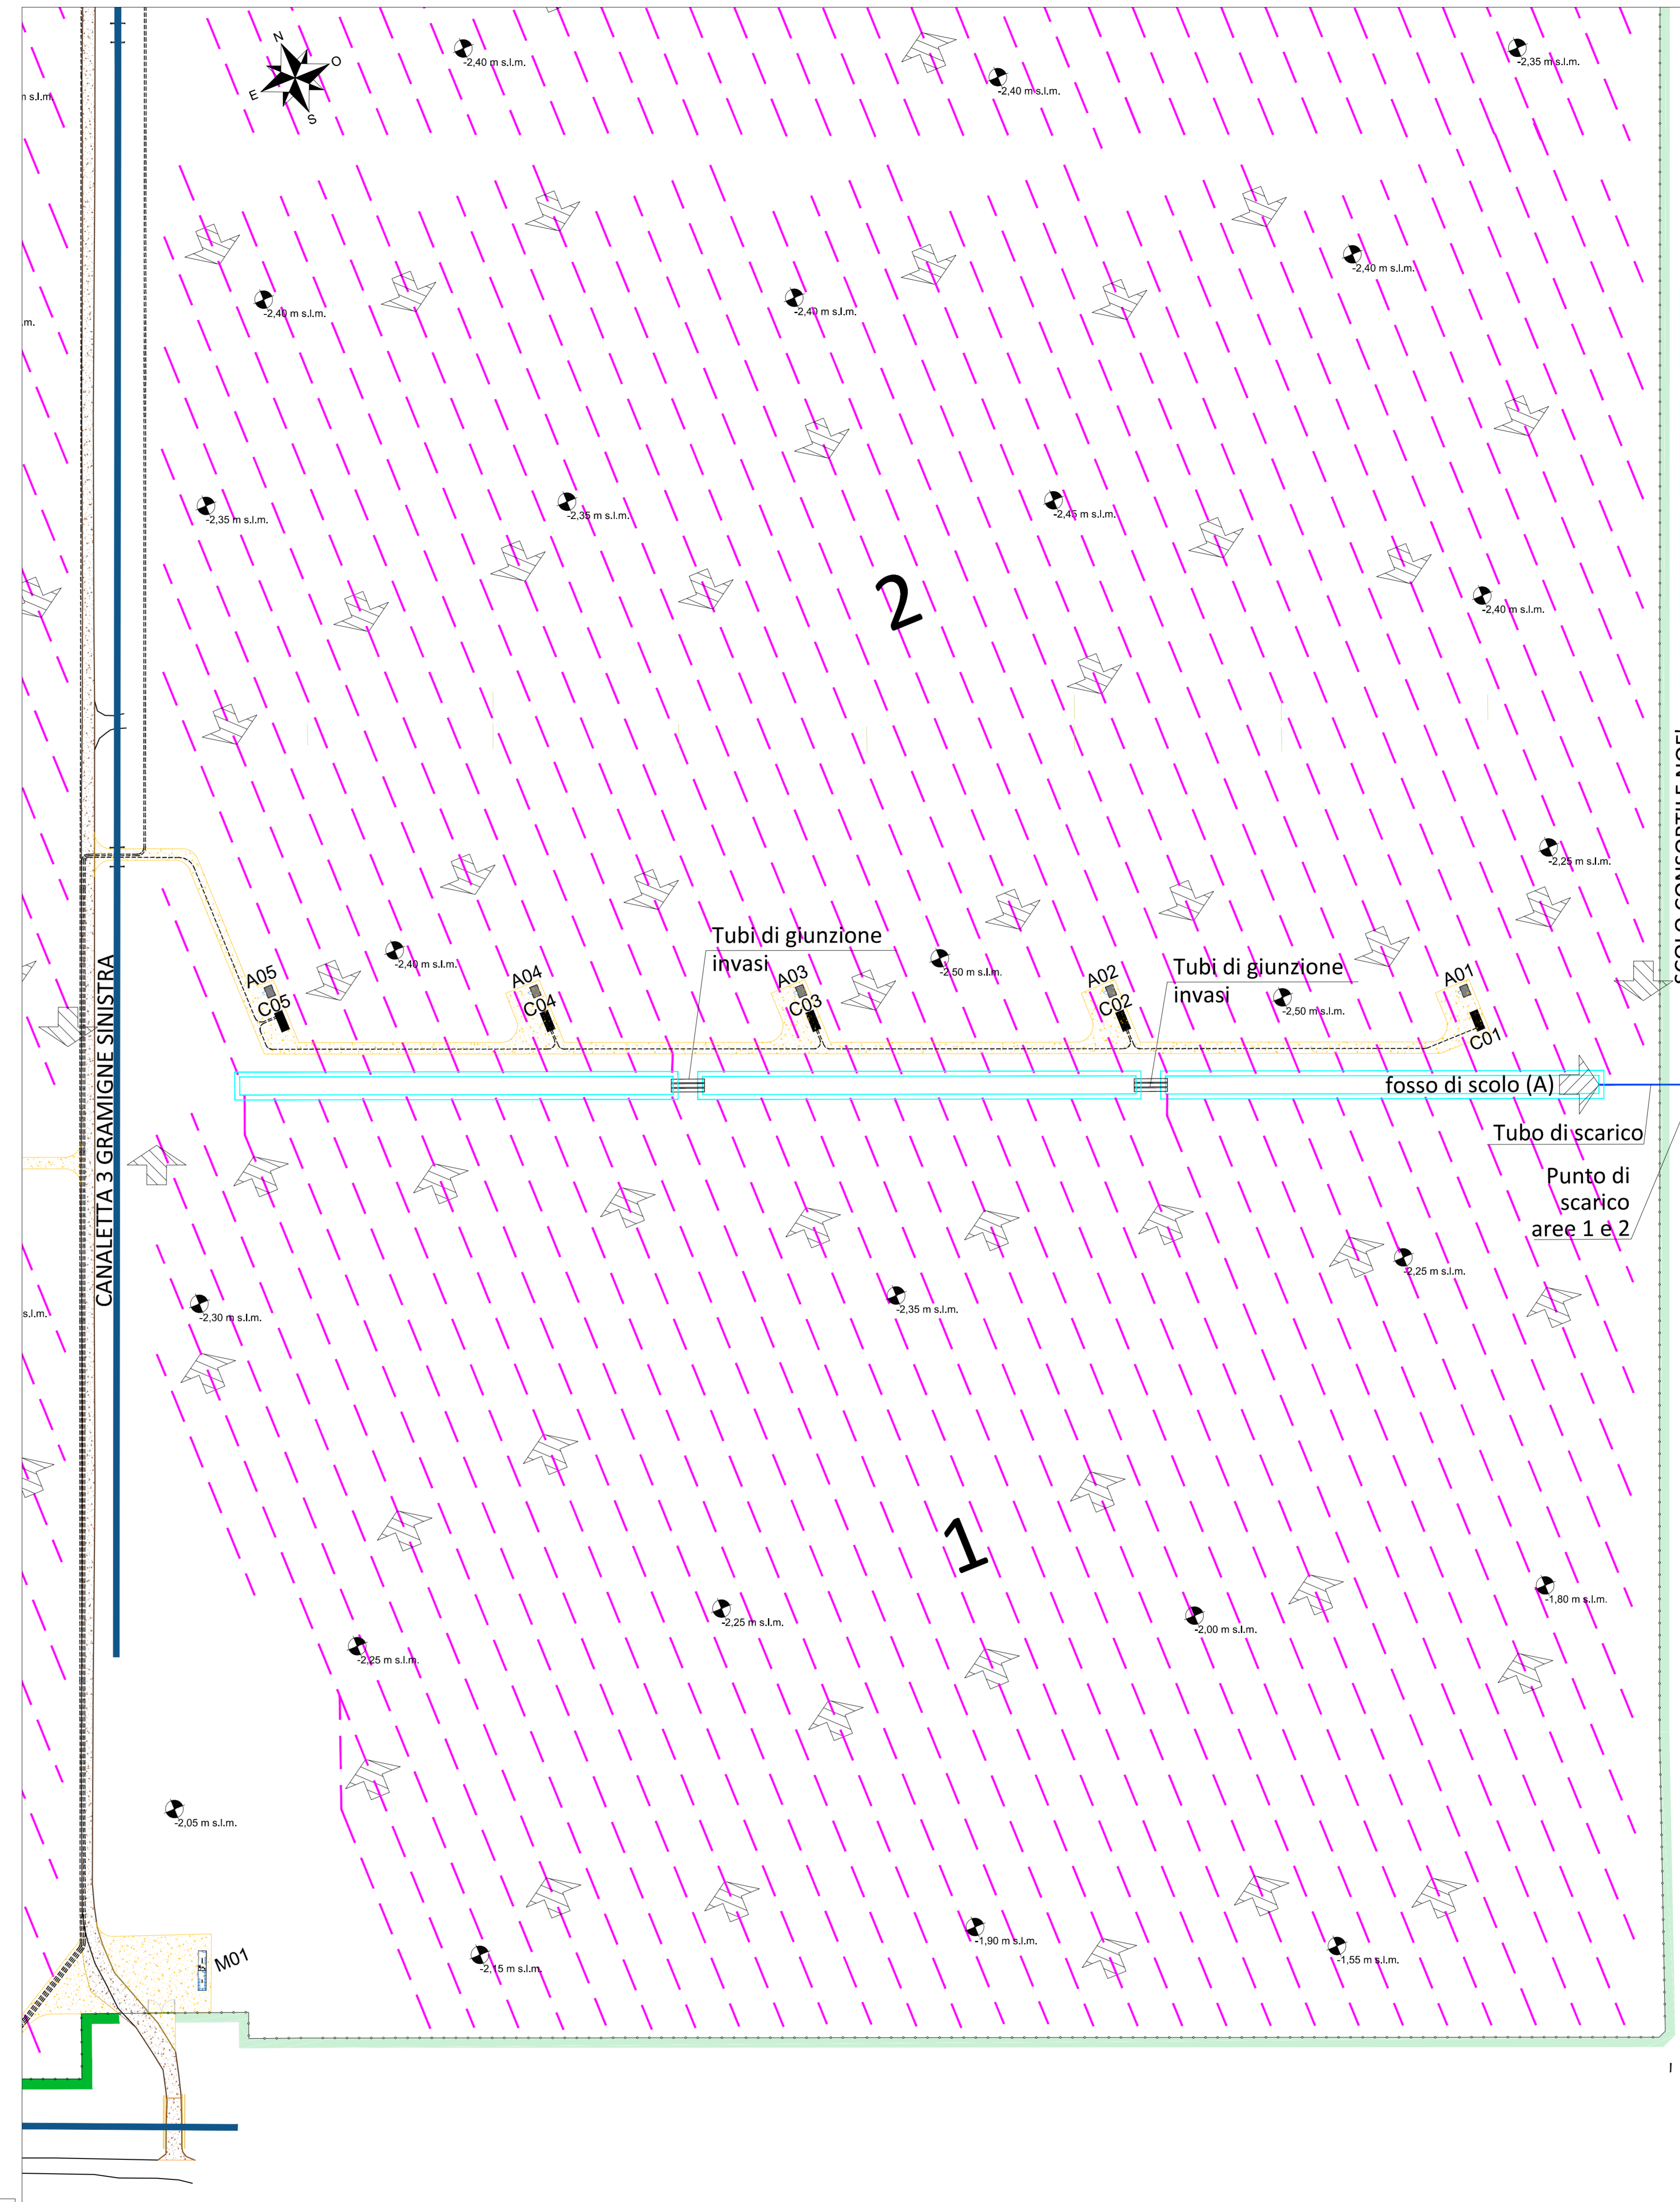 N
O
E
S
-2,40 m s.l.m.
-2,40 m s.l.m.
-2,35 m s.l.m.
s.l.m.
-2,40 m s.l.m.
-2,40 m s.l.m.
-2,40 m s.l.m.
.m.
-2,35 m s.l.m.
-2,35 m s.l.m.
-2,45 m s.l.m.
2
-2,40 m s.l.m.
-2,25 m s.l.m.
CANALETTA 3 GRAMIGNE SINISTRA
-2,40 m s.l.m.
Tubi di giunzione
invasi
-2,50 m s.l.m.
Tubi di giunzione
invasi
-2,50 m s.l.m.
A05
C05
A04
C04
A03
C03
A02
C02
A01
C01
fosso di scolo (A)
Tubo di scarico
Punto di
scarico
aree 1 e 2
-2,30 m s.l.m.
-2,35 m s.l.m.
-2,25 m s.l.m.
s.l.m.
1
-2,25 m s.l.m.
-2,25 m s.l.m.
-2,00 m s.l.m.
-1,80 m s.l.m.
-2,05 m s.l.m.
-2,15 m s.l.m.
-1,90 m s.l.m.
-1,55 m s.l.m.
M01